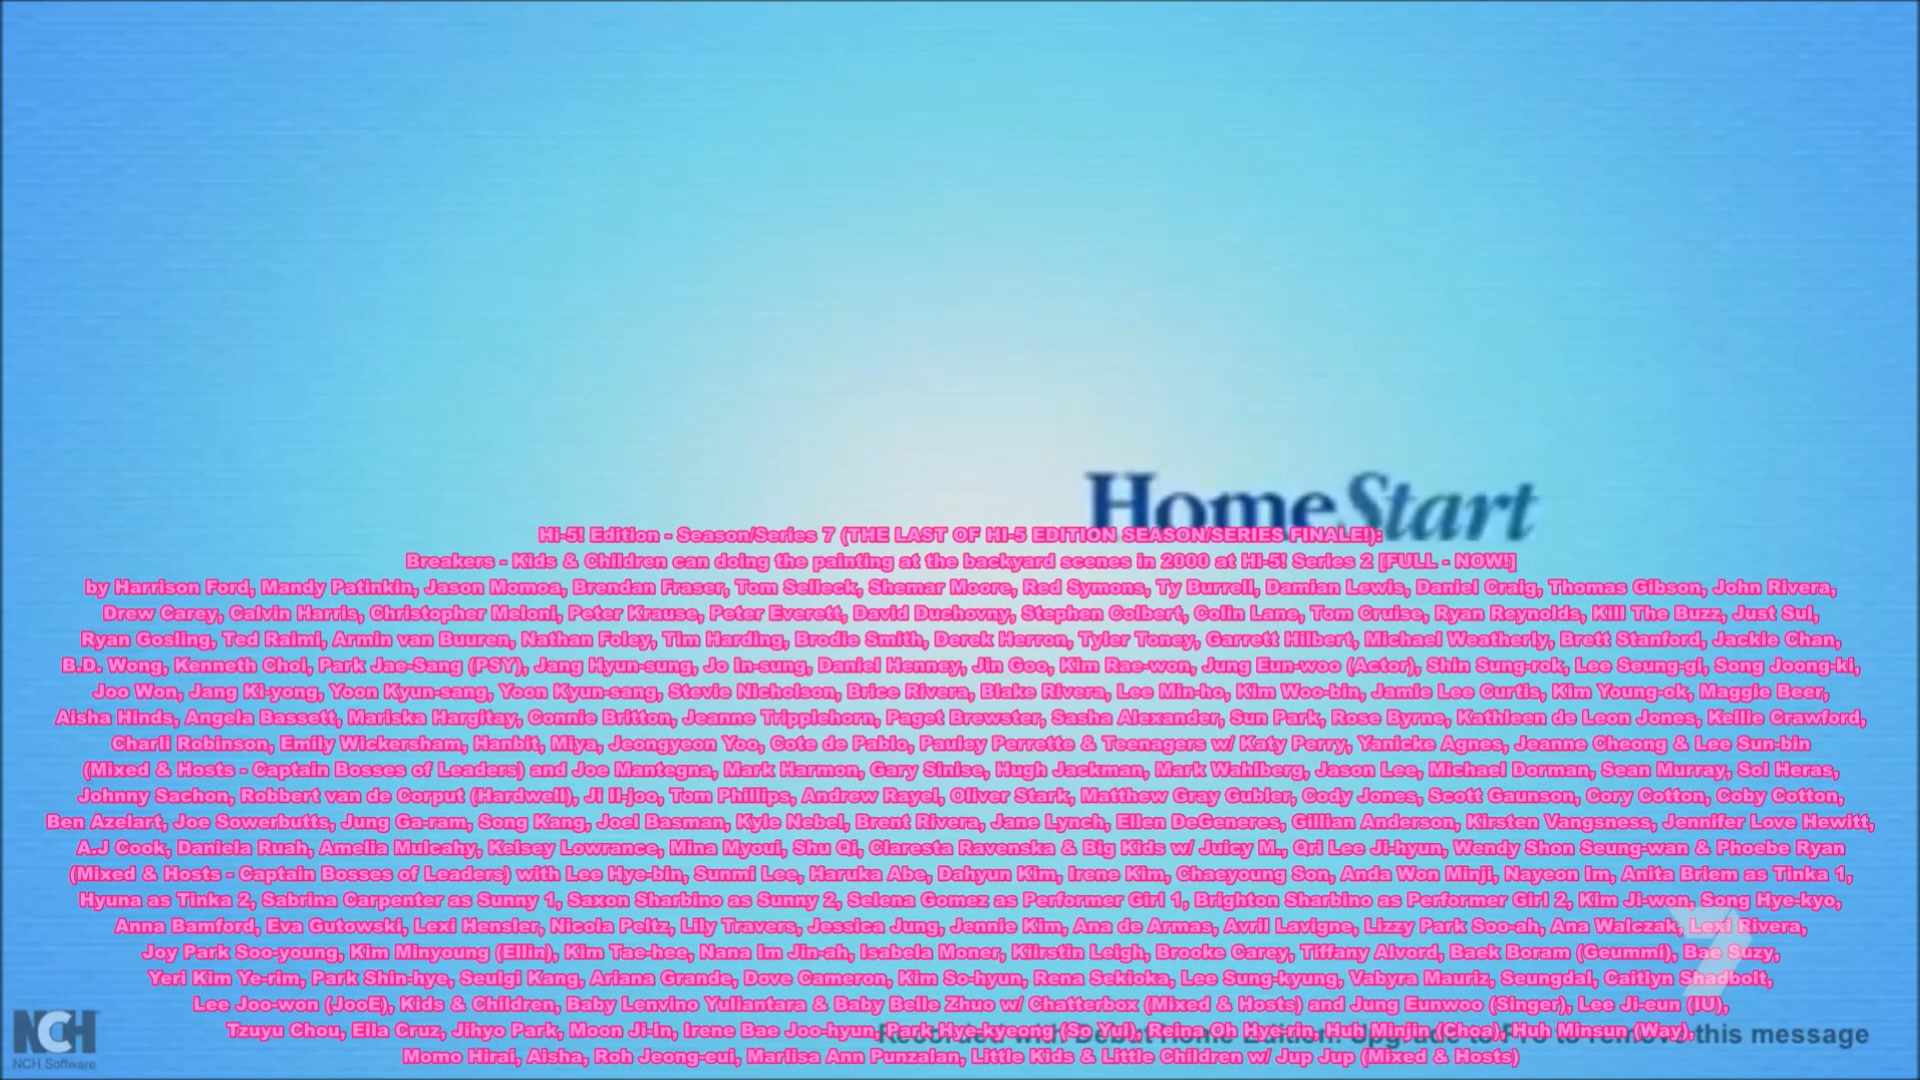 HomeStart
Hi-5! Edition - Season/Series 7 (THE LAST OF HI-5 EDITION SEASON/SERIES FINALE!):
Breakers - Kids & Children can doing the painting at the backyard scenes in 2000 at Hi-5! Series 2 [FULL - NOW!]
by Harrison Ford, Mandy Patinkin, Jason Momoa, Brendan Fraser, Tom Selleck, Shemar Moore, Red Symons, Ty Burrell, Damian Lewis, Daniel Craig, Thomas Gibson, John Rivera,
Drew Carey, Calvin Harris, Christopher Meloni, Peter Krause, Peter Everett, David Duchovny, Stephen Colbert, Colin Lane, Tom Cruise, Ryan Reynolds, Kill The Buzz, Just Sul,
Ryan Gosling, Ted Raimi, Armin van Buuren, Nathan Foley, Tim Harding, Brodie Smith, Derek Herron, Tyler Toney, Garrett Hilbert, Michael Weatherly, Brett Stanford, Jackie Chan,
B.D. Wong, Kenneth Choi, Park Jae-Sang (PSY), Jang Hyun-sung, Jo In-sung, Daniel Henney, Jin Goo, Kim Rae-won, Jung Eun-woo (Actor), Shin Sung-rok, Lee Seung-gi, Song Joong-ki,
Joo Won, Jang Ki-yong, Yoon Kyun-sang, Yoon Kyun-sang, Stevie Nicholson, Brice Rivera, Blake Rivera, Lee Min-ho, Kim Woo-bin, Jamie Lee Curtis, Kim Young-ok, Maggie Beer,
Aisha Hinds, Angela Bassett, Mariska Hargitay, Connie Britton, Jeanne Tripplehorn, Paget Brewster, Sasha Alexander, Sun Park, Rose Byrne, Kathleen de Leon Jones, Kellie Crawford,
Charli Robinson, Emily Wickersham, Hanbit, Miya, Jeongyeon Yoo, Cote de Pablo, Pauley Perrette & Teenagers w/ Katy Perry, Yanicke Agnes, Jeanne Cheong & Lee Sun-bin
(Mixed & Hosts - Captain Bosses of Leaders) and Joe Mantegna, Mark Harmon, Gary Sinise, Hugh Jackman, Mark Wahlberg, Jason Lee, Michael Dorman, Sean Murray, Sol Heras,
Johnny Sachon, Robbert van de Corput (Hardwell), Ji Il-joo, Tom Phillips, Andrew Rayel, Oliver Stark, Matthew Gray Gubler, Cody Jones, Scott Gaunson, Cory Cotton, Coby Cotton,
Ben Azelart, Joe Sowerbutts, Jung Ga-ram, Song Kang, Joel Basman, Kyle Nebel, Brent Rivera, Jane Lynch, Ellen DeGeneres, Gillian Anderson, Kirsten Vangsness, Jennifer Love Hewitt,
A.J Cook, Daniela Ruah, Amelia Mulcahy, Kelsey Lowrance, Mina Myoui, Shu Qi, Claresta Ravenska & Big Kids w/ Juicy M., Qri Lee Ji-hyun, Wendy Shon Seung-wan & Phoebe Ryan
(Mixed & Hosts - Captain Bosses of Leaders) with Lee Hye-bin, Sunmi Lee, Haruka Abe, Dahyun Kim, Irene Kim, Chaeyoung Son, Anda Won Minji, Nayeon Im, Anita Briem as Tinka 1,
Hyuna as Tinka 2, Sabrina Carpenter as Sunny 1, Saxon Sharbino as Sunny 2, Selena Gomez as Performer Girl 1, Brighton Sharbino as Performer Girl 2, Kim Ji-won, Song Hye-kyo,
Anna Bamford, Eva Gutowski, Lexi Hensler, Nicola Peltz, Lily Travers, Jessica Jung, Jennie Kim, Ana de Armas, Avril Lavigne, Lizzy Park Soo-ah, Ana Walczak, Lexi Rivera,
Joy Park Soo-young, Kim Minyoung (Ellin), Kim Tae-hee, Nana Im Jin-ah, Isabela Moner, Kiirstin Leigh, Brooke Carey, Tiffany Alvord, Baek Boram (Geummi), Bae Suzy,
Yeri Kim Ye-rim, Park Shin-hye, Seulgi Kang, Ariana Grande, Dove Cameron, Kim So-hyun, Rena Sekioka, Lee Sung-kyung, Vabyra Mauriz, Seungdal, Caitlyn Shadbolt,
Lee Joo-won (JooE), Kids & Children, Baby Lenvino Yuliantara & Baby Belle Zhuo w/ Chatterbox (Mixed & Hosts) and Jung Eunwoo (Singer), Lee Ji-eun (IU),
Tzuyu Chou, Ella Cruz, Jihyo Park, Moon Ji-In, Irene Bae Joo-hyun, Park Hye-kyeong (So Yul), Reina Oh Hye-rin, Huh Minjin (Choa), Huh Minsun (Way),
Recorded with Debut Home Edition. Upgrade to Pro to remove this message
Momo Hirai, Aisha, Roh Jeong-eui, Marlisa Ann Punzalan, Little Kids & Little Children w/ Jup Jup (Mixed & Hosts)
7
NCH
NCH Software